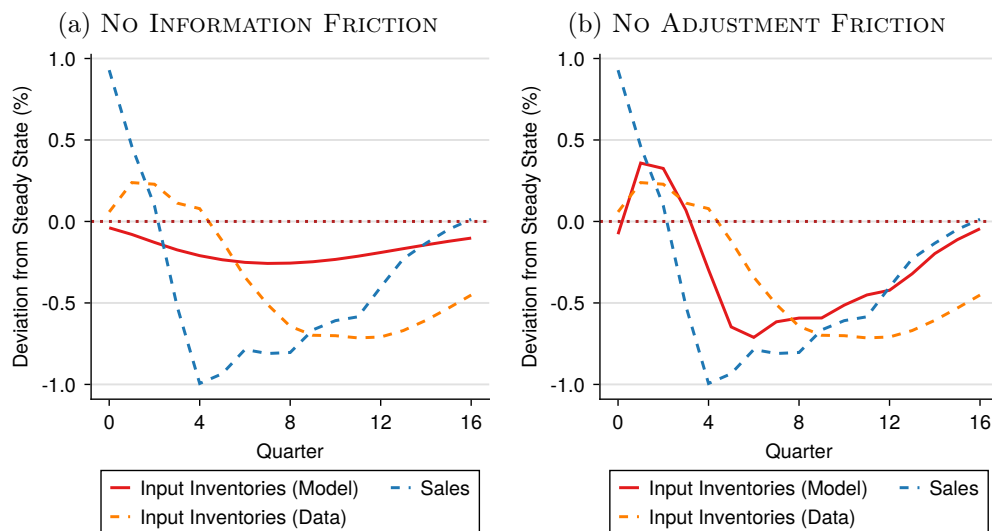 (a) No Information Friction
(b) No Adjustment Friction
Deviation from Steady State (%)
1.0
0.5
0.0
-0.5
-1.0
0 4 8 12 16
Quarter
Input Inventories (Model) Sales
Input Inventories (Data)
Deviation from Steady State (%)
1.0
0.5
0.0
-0.5
-1.0
0 4 8 12 16
Quarter
Input Inventories (Model) Sales
Input Inventories (Data)